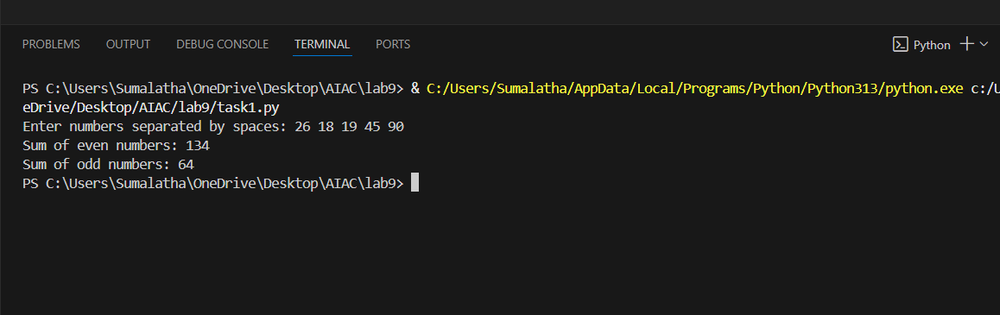 PROBLEMS OUTPUT DEBUG CONSOLE TERMINAL PORTS Python
PS C:\Users\Sumalatha\OneDrive\Desktop\AIAC\lab9> & C:/Users/Sumalatha/AppData/Local/Programs/Python/Python313/python.exe c:/U
eDrive/Desktop/AIAC/lab9/task1.py
Enter numbers separated by spaces: 26 18 19 45 90
Sum of even numbers: 134
Sum of odd numbers: 64
PS C:\Users\Sumalatha\OneDrive\Desktop\AIAC\lab9>